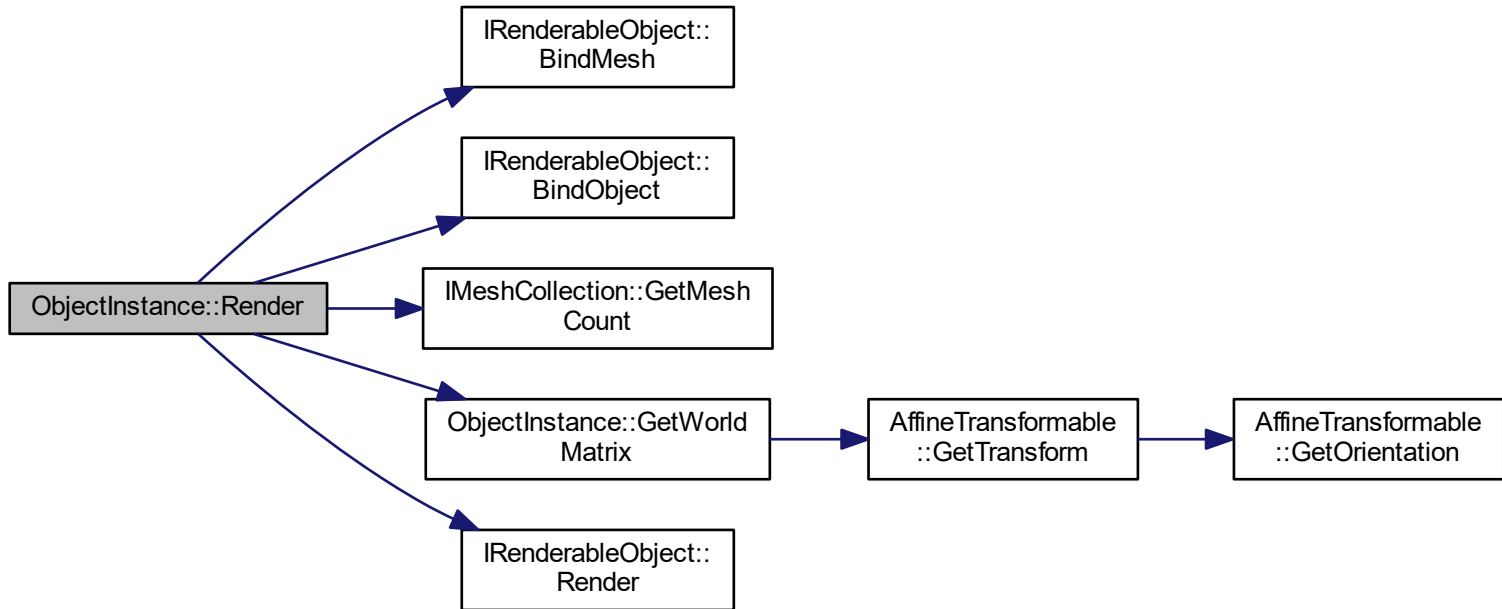 IRenderableObject::
BindMesh
IRenderableObject::
BindObject
ObjectInstance::Render
IMeshCollection::GetMesh
Count
ObjectInstance::GetWorld
Matrix
AffineTransformable
::GetTransform
AffineTransformable
::GetOrientation
IRenderableObject::
Render